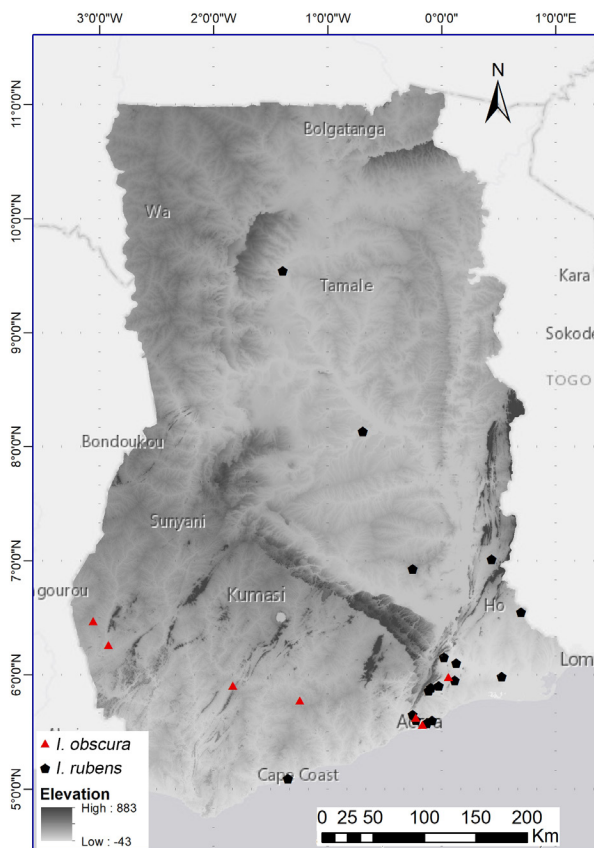 3°0'0"W 2°0'0"W 1°0'0"W 0°0'0" 1°0'0"E
N
11°0'0"N
Bolgatanga
Wa
10°0'0"N
Kara
Tamale
9°0'0"N
Sokode
TOGO
Bondoukou
8°0'0"N
Sunyani
7°0'0"N
gourou
Kumasi
Ho
6°0'0"N
Lom
Accra
I. obscura
I. rubens
Cape Coast
5°0'0"N
Elevation
High : 883
Low : -43
0 25 50 100 150 200
Km